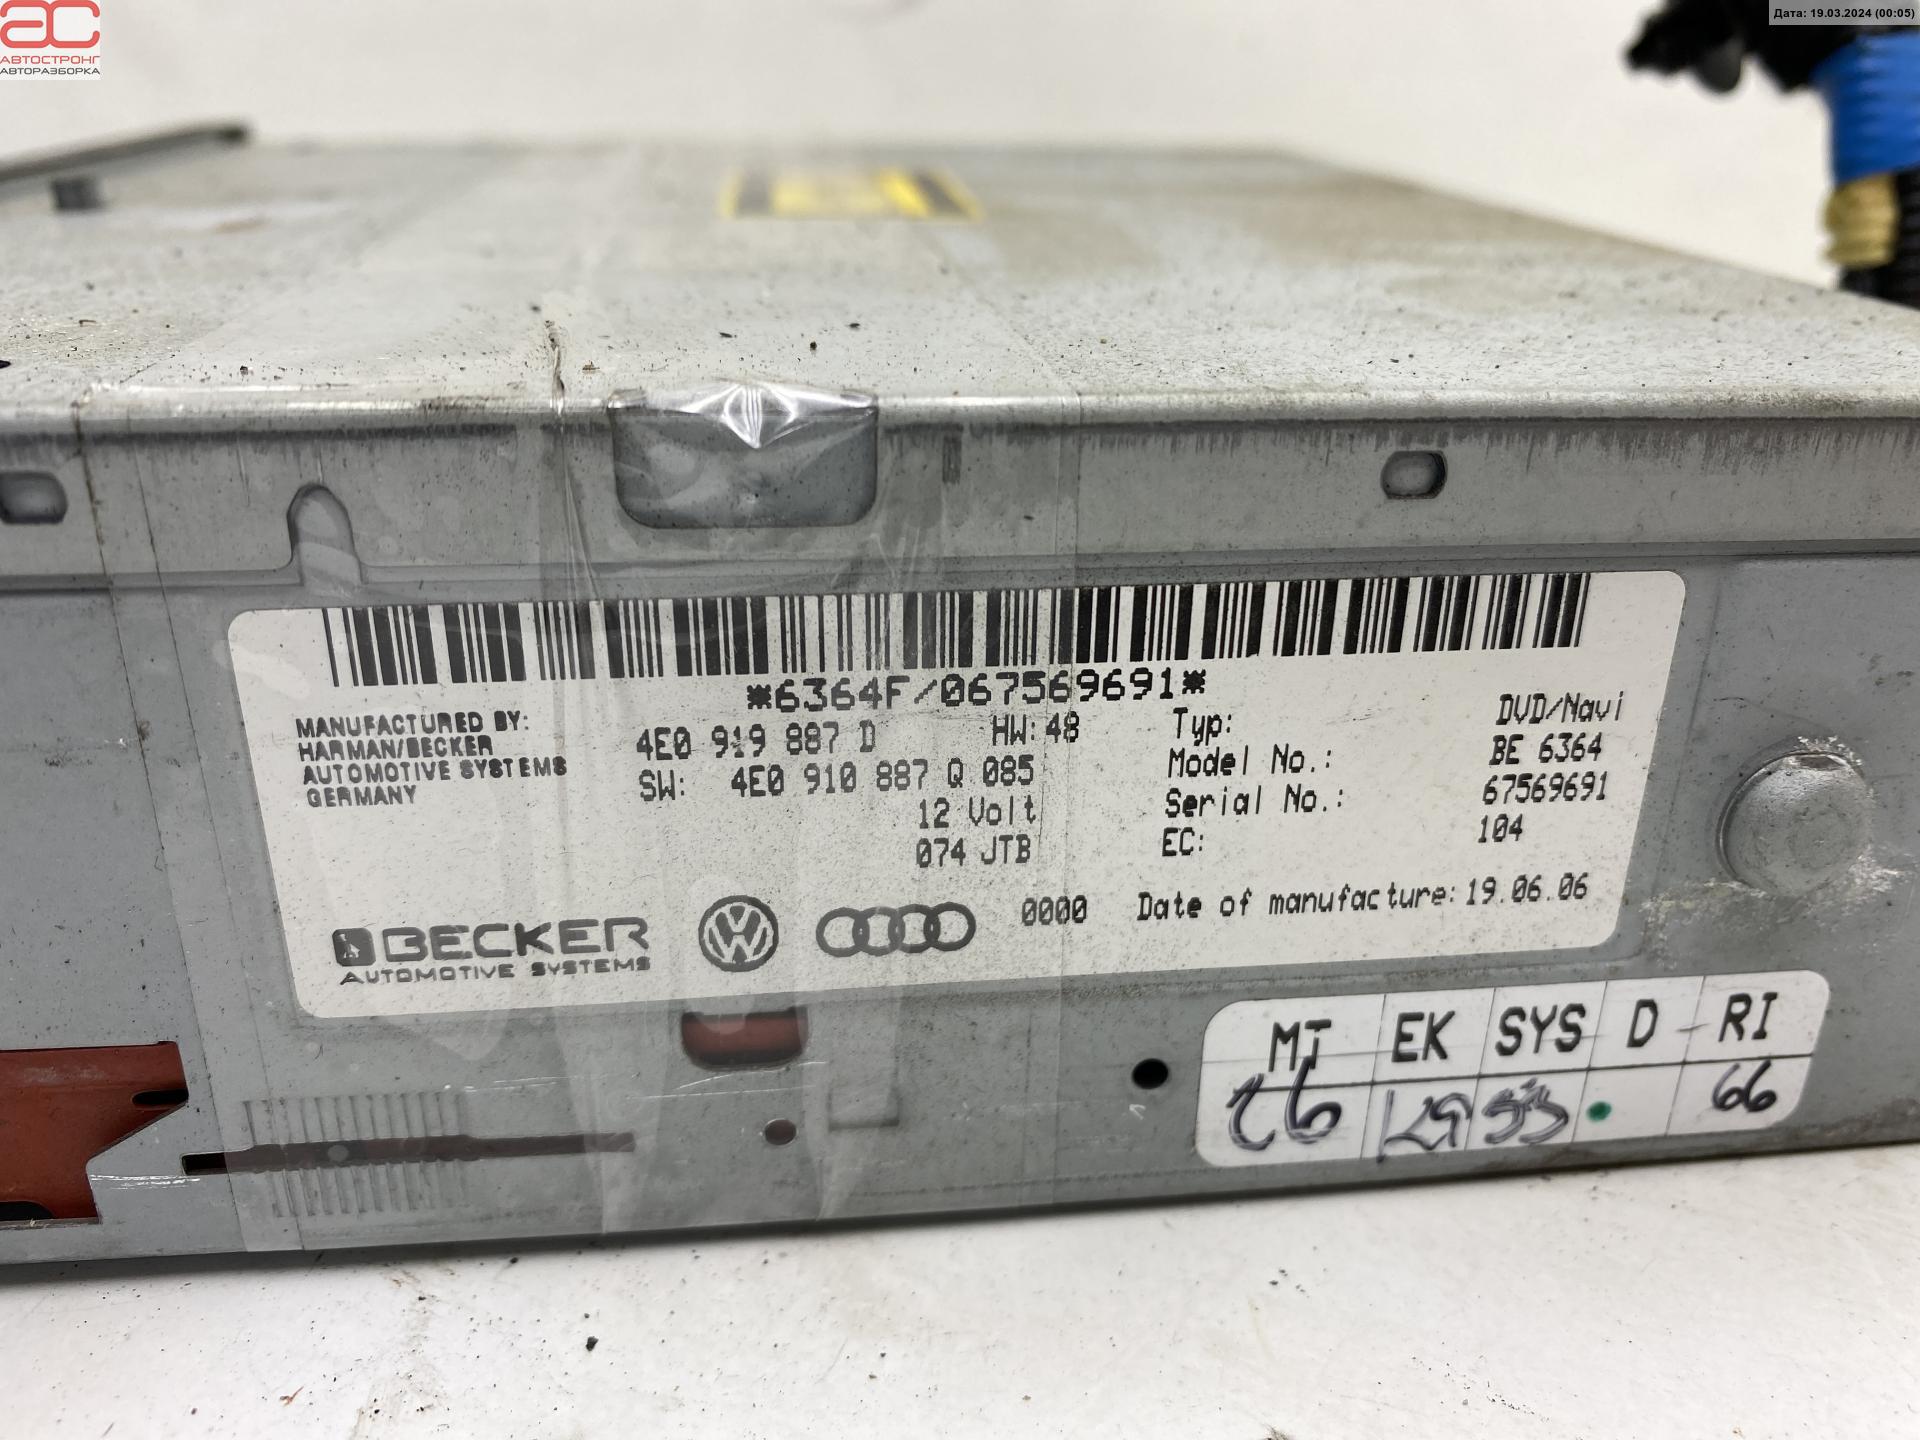 АС
АВТОСТРОНГ
АВТОРАЗБОРКА
Дата: 19.03.2024 (00:05)
*6364F/067569691*
MANUFACTURED BY:
HARMAN/BECKER
AUTOMOTIVE SYSTEMS
GERMANY
4E0 919 887 D HW: 48
SW: 4E0 910 887 Q 085
12 Volt
074 JTB
Typ: DVD/Navi
Model No.: BE 6364
Serial No.: 67569691
EC: 104
0000 Date of manufacture: 19.06.06
BECKER
AUTOMOTIVE SYSTEMS
MT EK SYS D RI
66